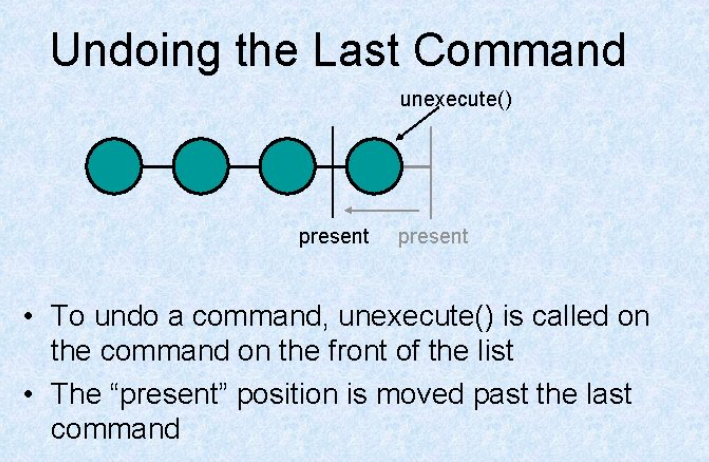 Undoing the Last Command
unexecute()
present present
• To undo a command, unexecute() is called on
the command on the front of the list
• The “present” position is moved past the last
command